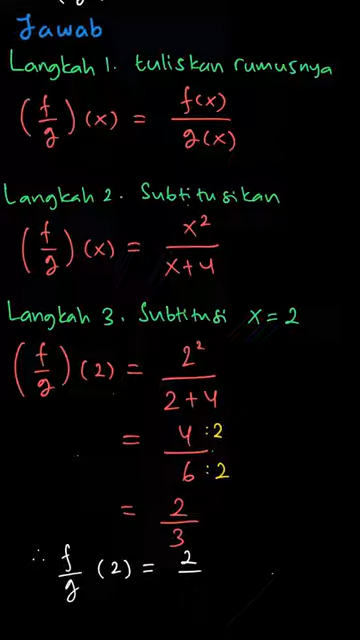 Jawab
Langkah 1. tuliskan rumusnya
(f/g)(x) = f(x)/g(x)
Langkah 2. Subtitusikan
(f/g)(x) = x²/x+4
Langkah 3. Subtitusi x = 2
(f/g)(2) = 2²/2+4
= 4:2/6:2
= 2/3
∴ f/g (2) = 2/